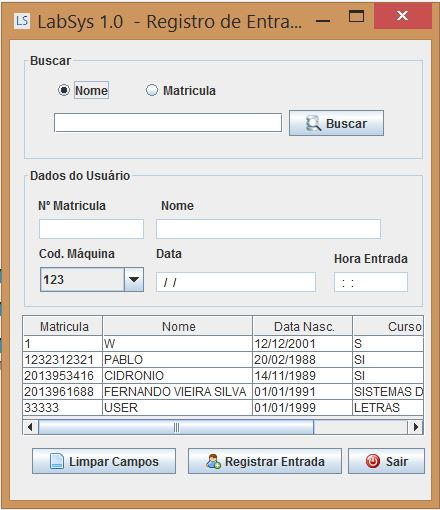 LS LabSys 1.0 - Registro de Entra...
Buscar
Nome Matricula
Buscar
Dados do Usuário
Nº Matricula Nome
Cod. Máquina Data Hora Entrada
123 / / : :
Matricula Nome Data Nasc. Curso
1 W 12/12/2001 S
1232312321 PABLO 20/02/1988 SI
2013953416 CIDRONIO 14/11/1989 SI
2013961688 FERNANDO VIEIRA SILVA 01/01/1991 SISTEMAS D
33333 USER 01/01/1999 LETRAS
Limpar Campos Registrar Entrada Sair